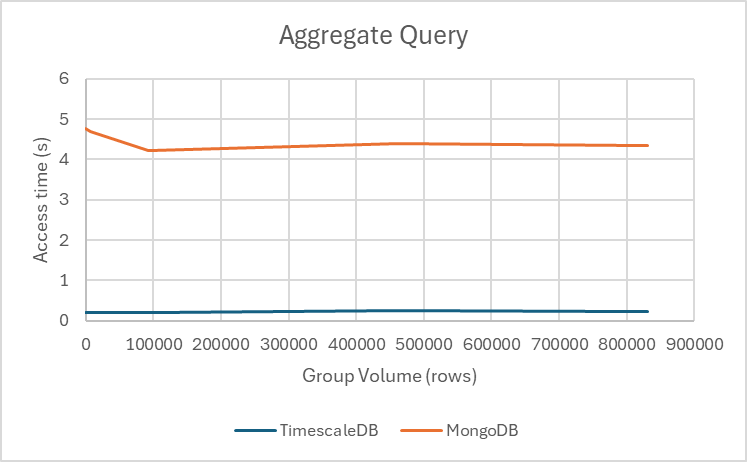 Aggregate Query
6
5
4
3
2
1
0
Access time (s)
0 100000 200000 300000 400000 500000 600000 700000 800000 900000
Group Volume (rows)
TimescaleDB MongoDB